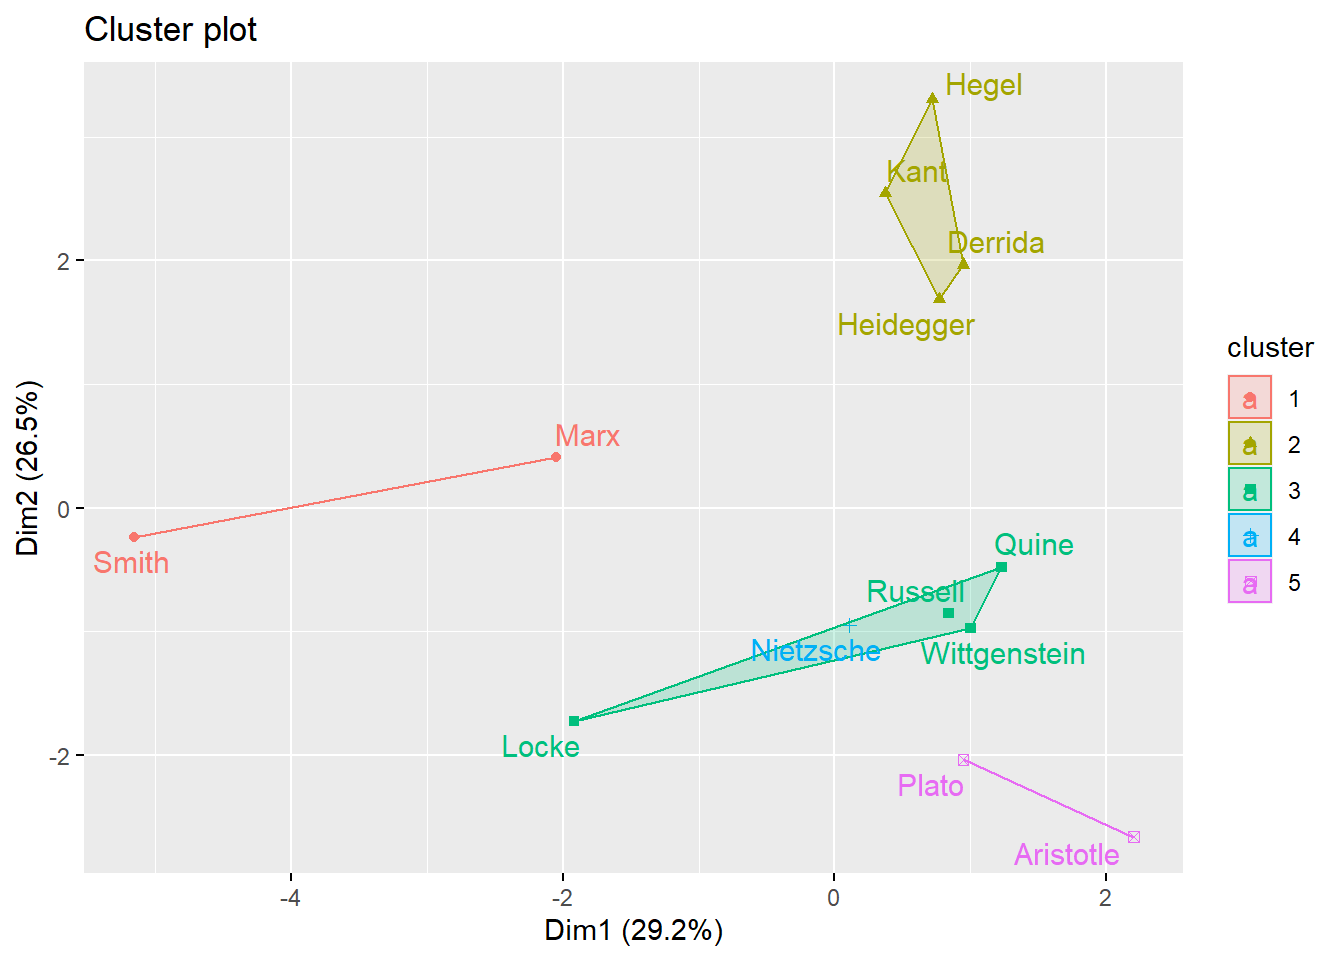 Cluster plot
Hegel
Kant
Derrida
2
Heidegger
cluster
a 1
a 2
a 3
a 4
a 5
Marx
Dim2 (26.5%)
0
Smith
Quine
Russell
Nietzsche
Wittgenstein
Locke
-2
Plato
Aristotle
-4
-2
0
2
Dim1 (29.2%)